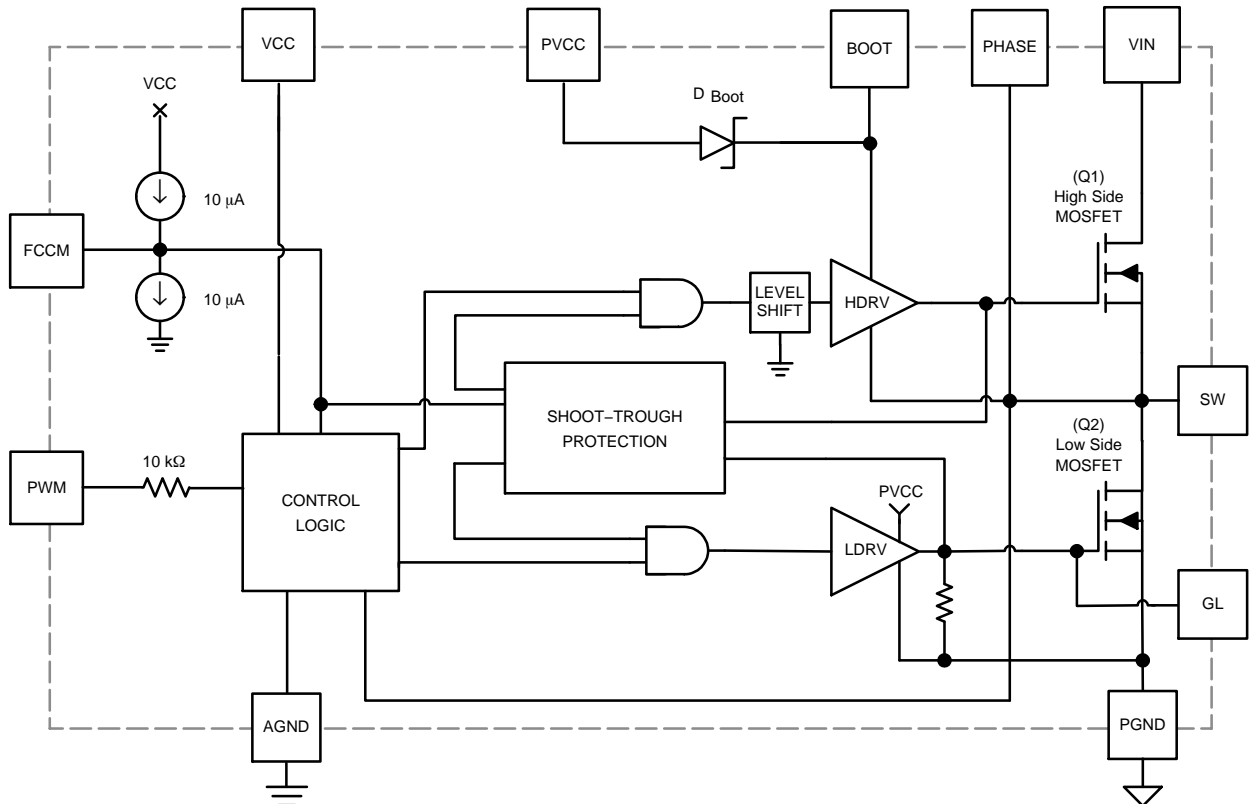 VCC
PVCC
BOOT
PHASE
VIN
VCC
D Boot
10 µA
(Q1)
High Side
MOSFET
FCCM
10 µA
LEVEL
SHIFT
HDRV
SHOOT–TROUGH
PROTECTION
SW
(Q2)
Low Side
MOSFET
PWM
10 kΩ
CONTROL
LOGIC
PVCC
LDRV
GL
AGND
PGND